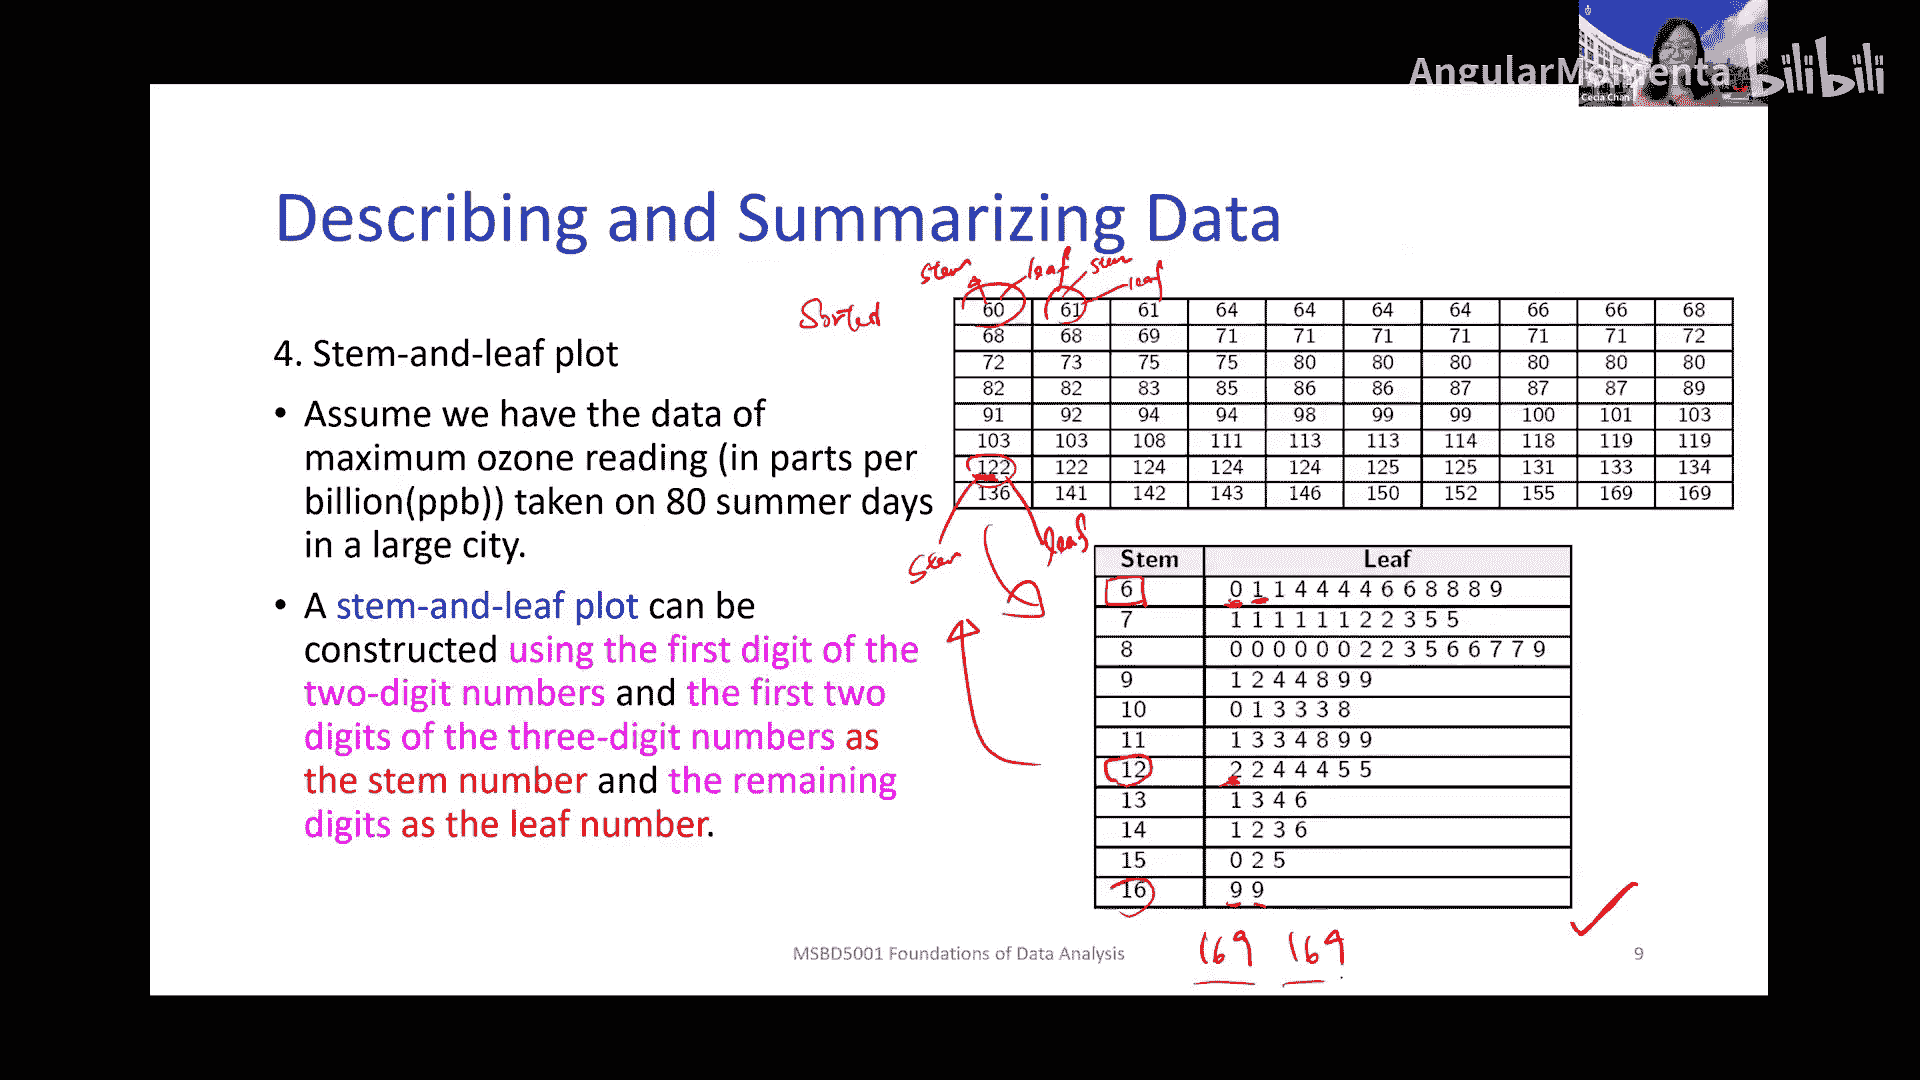 AngularMomenta bilibili
Cecia Chan
Describing and Summarizing Data
stem leaf stem leaf
Sorted
60 61 61 64 64 64 64 66 66 68
68 68 69 71 71 71 71 71 71 72
72 73 75 75 80 80 80 80 80 80
82 82 83 85 86 86 87 87 87 89
91 92 94 94 98 99 99 100 101 103
103 103 108 111 113 113 114 118 119 119
122 122 124 124 124 125 125 131 133 134
136 141 142 143 146 150 152 155 169 169
stem leaf
4. Stem-and-leaf plot
• Assume we have the data of
maximum ozone reading (in parts per
billion(ppb)) taken on 80 summer days
in a large city.
• A stem-and-leaf plot can be
constructed using the first digit of the
two-digit numbers and the first two
digits of the three-digit numbers as
the stem number and the remaining
digits as the leaf number.
Stem Leaf
6 0 1 1 4 4 4 4 6 6 8 8 8 9
7 1 1 1 1 1 1 2 2 3 5 5
8 0 0 0 0 0 0 2 2 3 5 6 6 7 7 9
9 1 2 4 4 8 9 9
10 0 1 3 3 3 8
11 1 3 3 4 8 9 9
12 2 2 4 4 4 5 5
13 1 3 4 6
14 1 2 3 6
15 0 2 5
16 9 9
169 169
MSBD5001 Foundations of Data Analysis
9